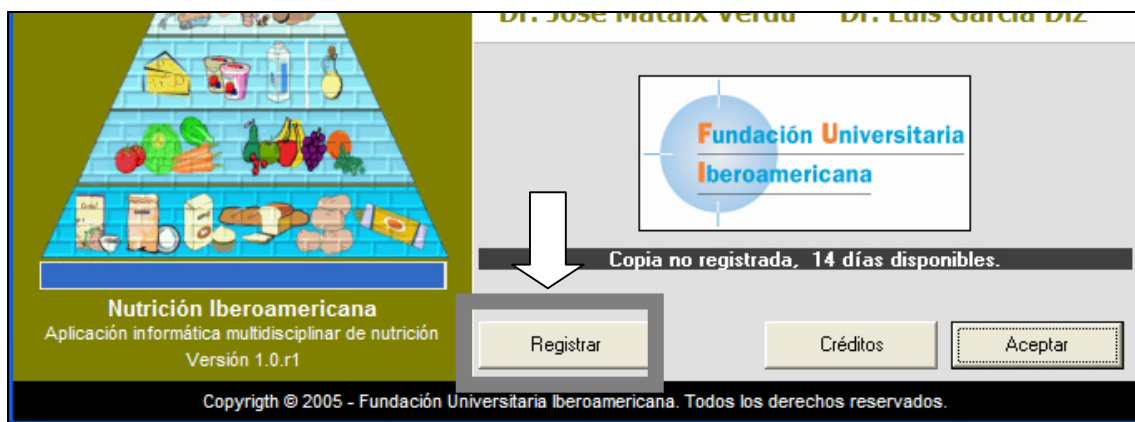 Dr. José Mataix Verdú Dr. Luis García Diz
Fundación Universitaria
Iberoamericana
Copia no registrada, 14 días disponibles.
Nutrición Iberoamericana
Aplicación informática multidisciplinar de nutrición
Versión 1.0.r1
Registrar
Créditos
Aceptar
Copyrigth © 2005 - Fundación Universitaria Iberoamericana. Todos los derechos reservados.